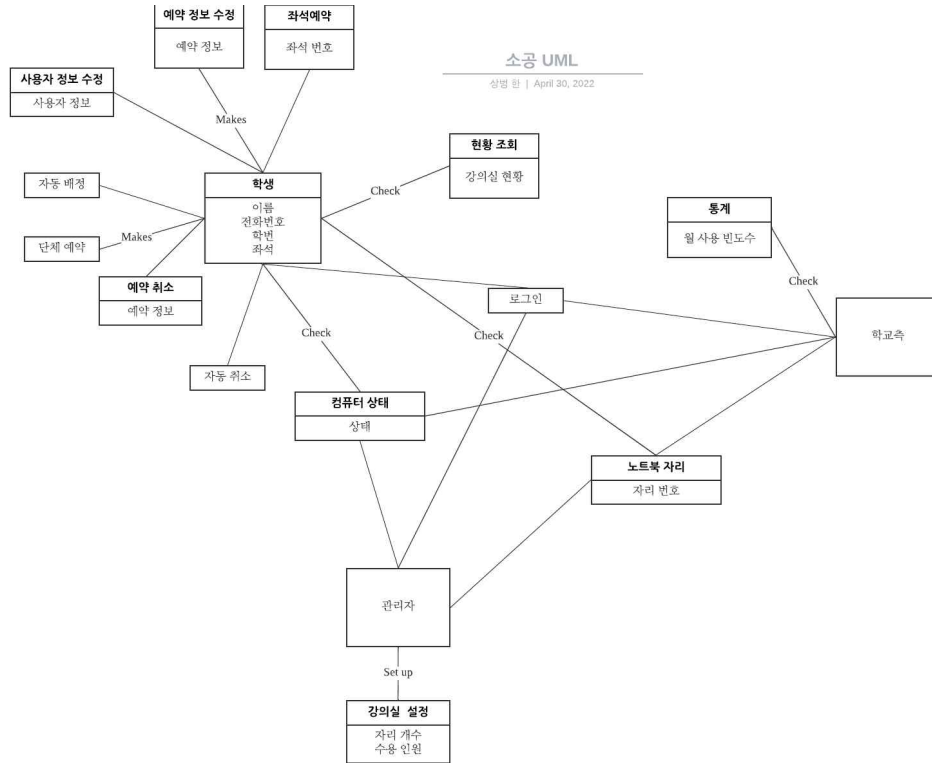 예약 정보 수정
예약 정보
좌석예약
좌석 번호
소공 UML
상범 한 | April 30, 2022
사용자 정보 수정
사용자 정보
Makes
현황 조회
강의실 현황
자동 배정
학생
이름
전화번호
학번
좌석
Check
통계
월 사용 빈도수
단체 예약
Makes
예약 취소
예약 정보
로그인
Check
Check
Check
학교측
자동 취소
컴퓨터 상태
상태
노트북 자리
자리 번호
관리자
Set up
강의실 설정
자리 개수
수용 인원